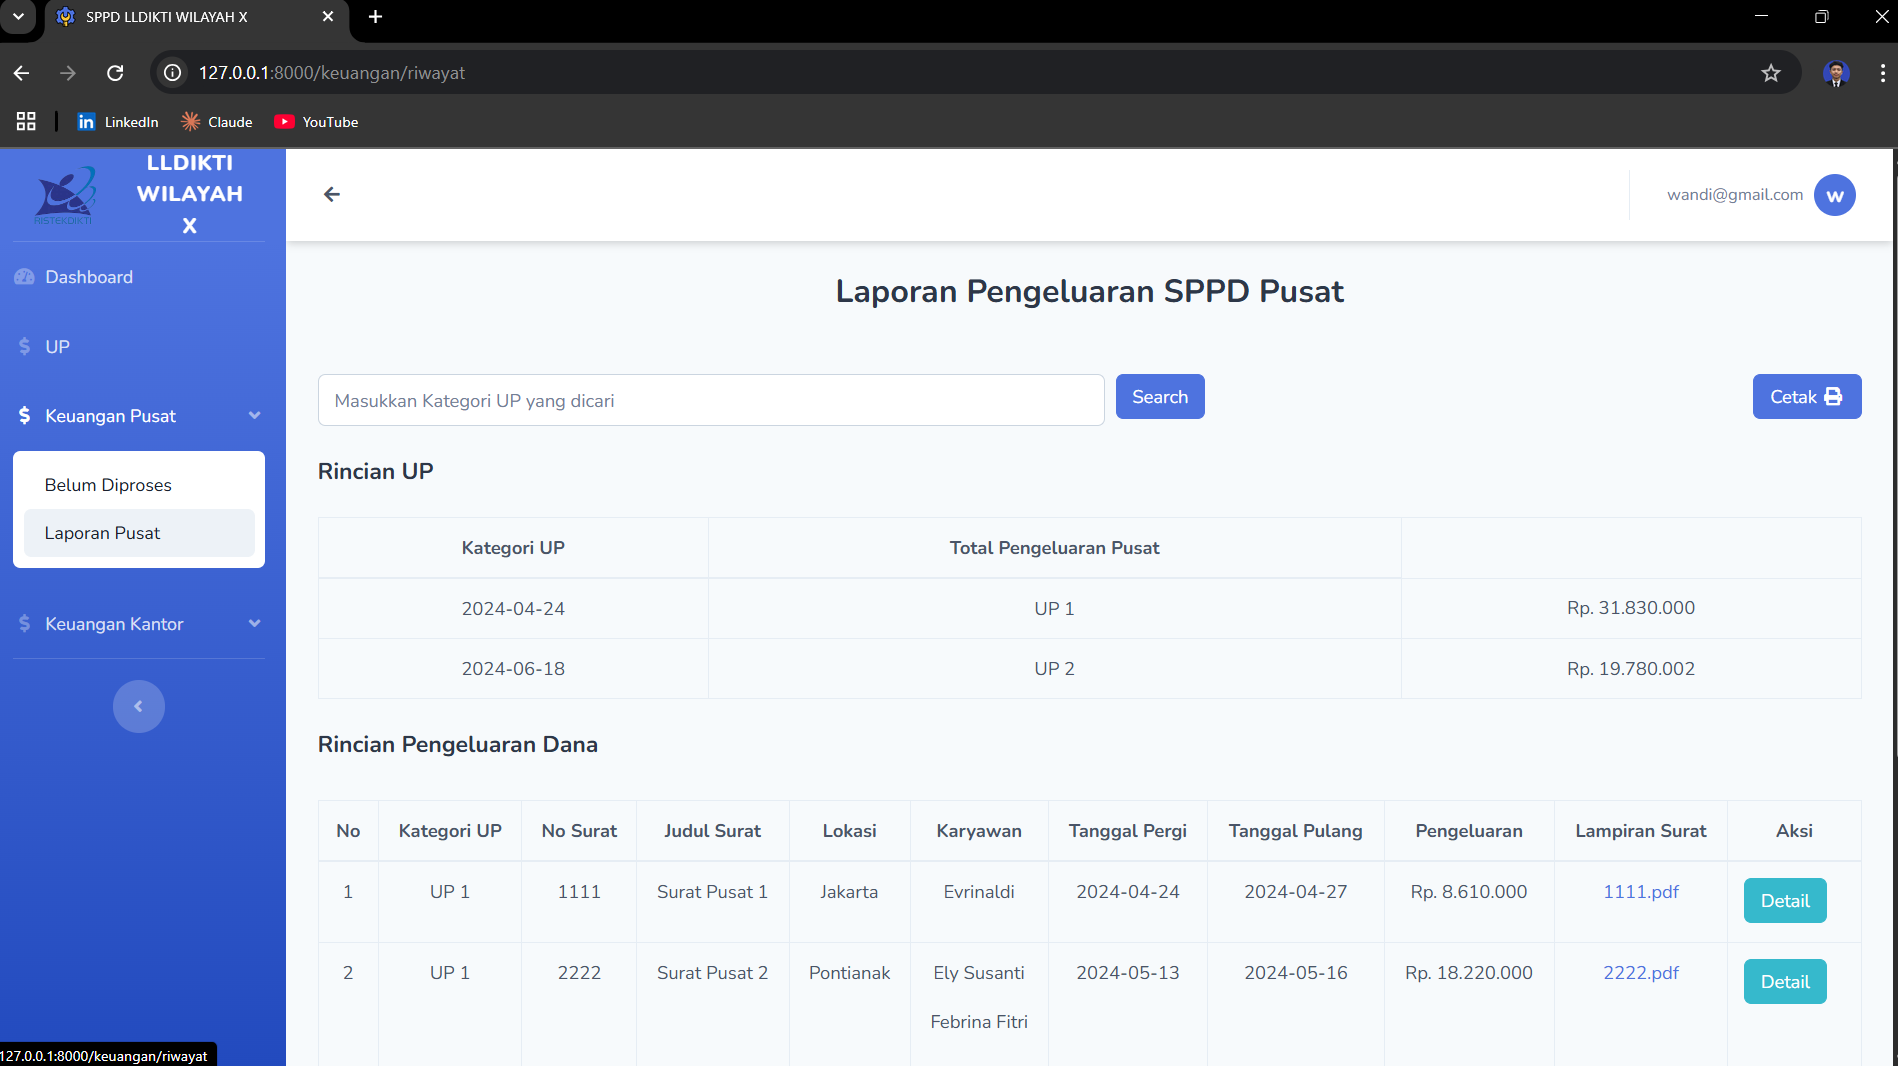 SPPD LLDIKTI WILAYAH X
127.0.0.1:8000/keuangan/riwayat
LinkedIn
Claude
YouTube
RISTEKDIKTI
LLDIKTI
WILAYAH
X
Dashboard
UP
Keuangan Pusat
Belum Diproses
Laporan Pusat
Keuangan Kantor
wandi@gmail.com
w
Laporan Pengeluaran SPPD Pusat
Masukkan Kategori UP yang dicari
Search
Cetak
Rincian UP
Kategori UP Total Pengeluaran Pusat
2024-04-24 UP 1 Rp. 31.830.000
2024-06-18 UP 2 Rp. 19.780.002
Rincian Pengeluaran Dana
No Kategori UP No Surat Judul Surat Lokasi Karyawan Tanggal Pergi Tanggal Pulang Pengeluaran Lampiran Surat Aksi
1 UP 1 1111 Surat Pusat 1 Jakarta Evrinaldi 2024-04-24 2024-04-27 Rp. 8.610.000 1111.pdf Detail
2 UP 1 2222 Surat Pusat 2 Pontianak Ely Susanti 2024-05-13 2024-05-16 Rp. 18.220.000 2222.pdf Detail
Febrina Fitri
127.0.0.1:8000/keuangan/riwayat